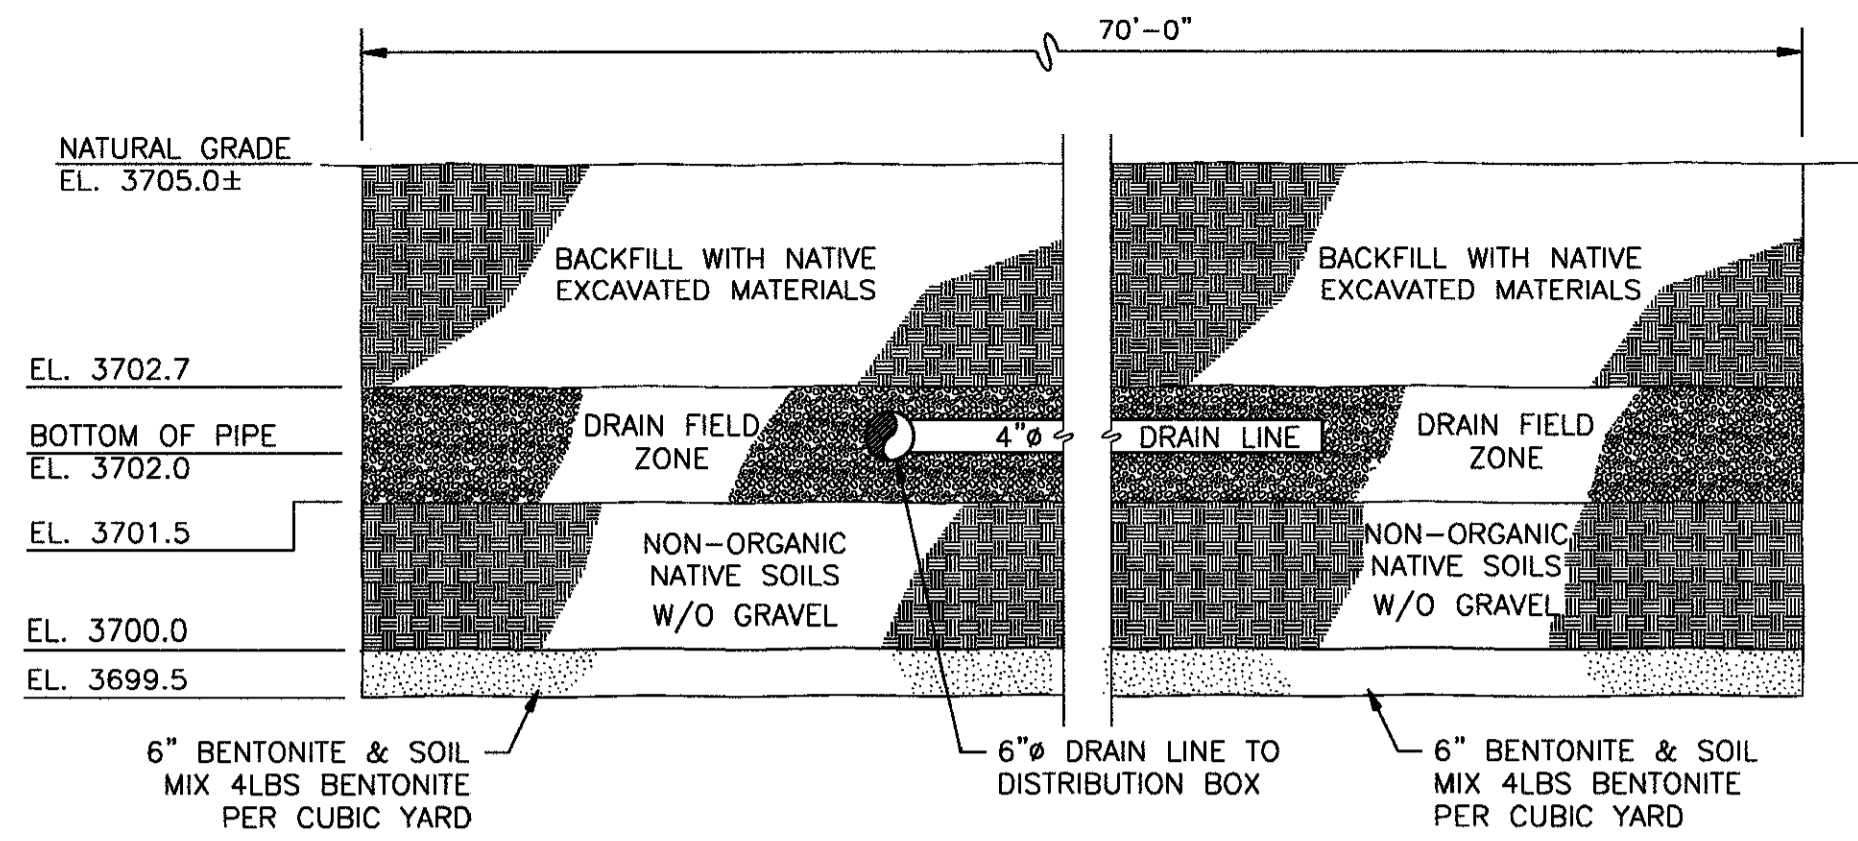 70'-0"
NATURAL GRADE
EL. 3705.0±
BACKFILL WITH NATIVE
EXCAVATED MATERIALS
BACKFILL WITH NATIVE
EXCAVATED MATERIALS
EL. 3702.7
DRAIN FIELD
ZONE
4"ø
DRAIN LINE
DRAIN FIELD
ZONE
BOTTOM OF PIPE
EL. 3702.0
EL. 3701.5
NON-ORGANIC
NATIVE SOILS
W/O GRAVEL
NON-ORGANIC
NATIVE SOILS
W/O GRAVEL
EL. 3700.0
EL. 3699.5
6" BENTONITE & SOIL
MIX 4LBS BENTONITE
PER CUBIC YARD
6"ø DRAIN LINE TO
DISTRIBUTION BOX
6" BENTONITE & SOIL
MIX 4LBS BENTONITE
PER CUBIC YARD